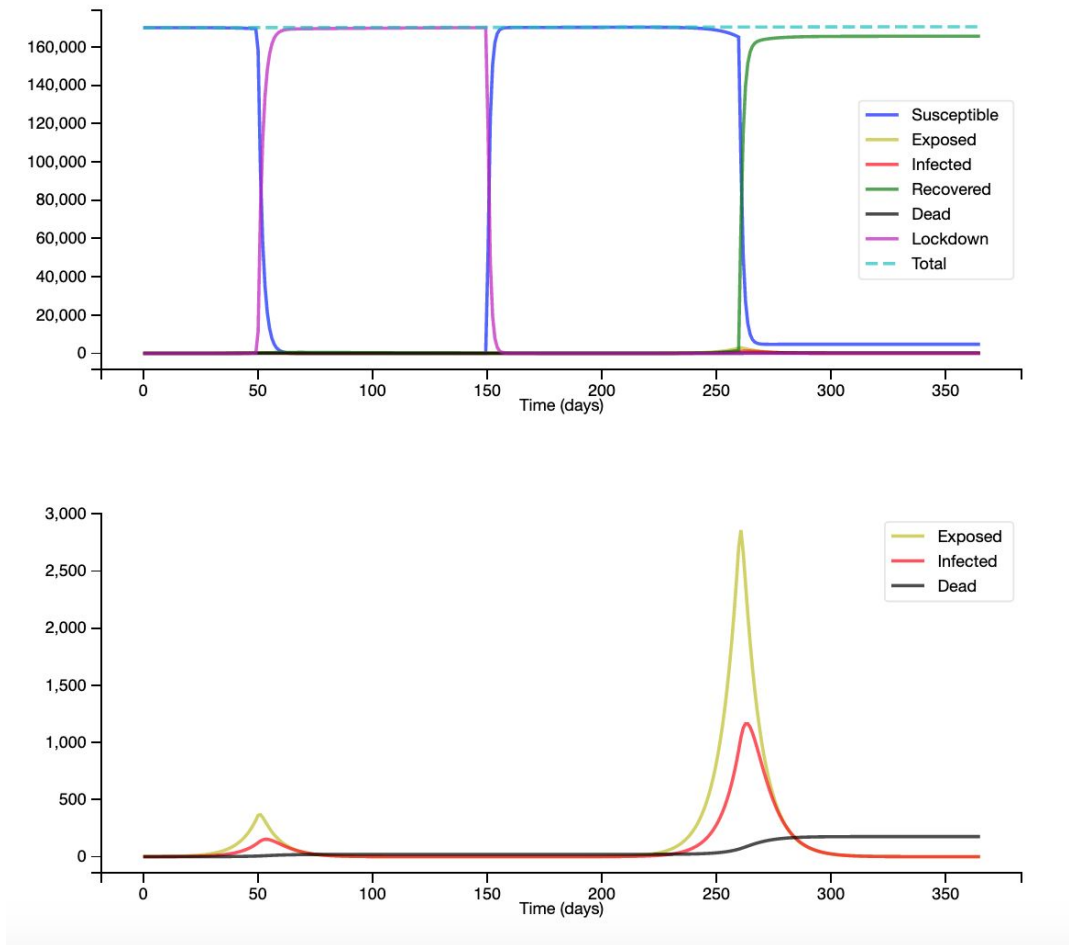 160,000
140,000
120,000
100,000
80,000
60,000
40,000
20,000
0
Susceptible
Exposed
Infected
Recovered
Dead
Lockdown
Total
0 50 100 150 200 250 300 350
Time (days)
3,000
2,500
2,000
1,500
1,000
500
0
Exposed
Infected
Dead
0 50 100 150 200 250 300 350
Time (days)